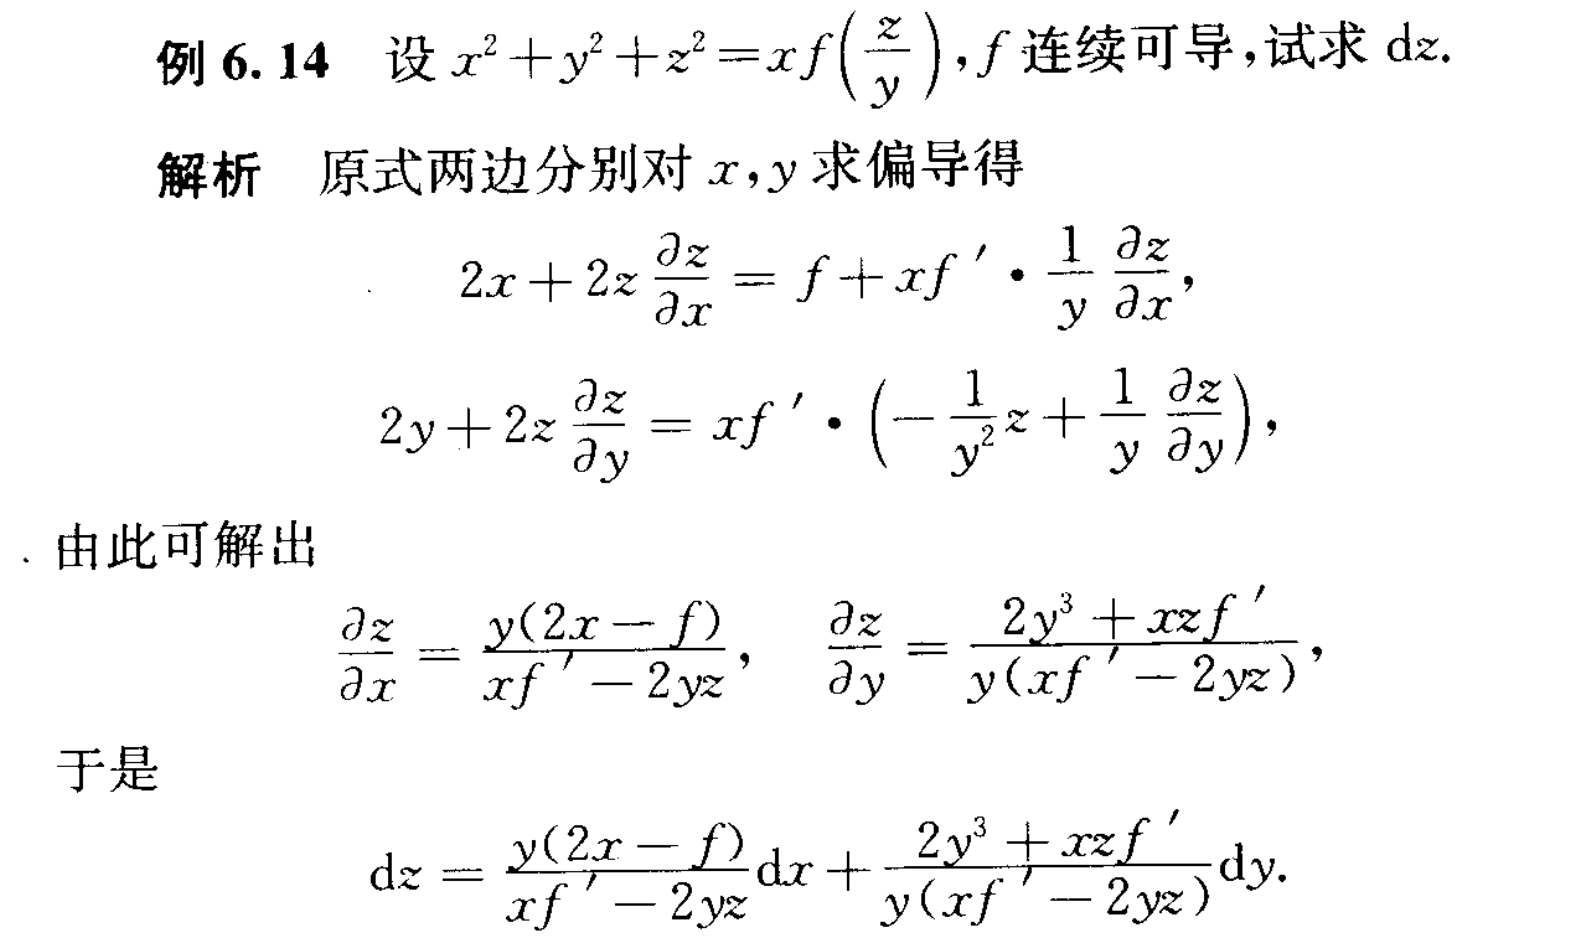 例 6.14 设 $x^2+y^2+z^2=xf\left(\frac{z}{y}\right)$,$f$ 连续可导,试求 $\mathrm{d}z$.
解析 原式两边分别对 $x,y$ 求偏导得
$2x+2z\frac{\partial z}{\partial x}=f+xf'\cdot\frac{1}{y}\frac{\partial z}{\partial x},$
$2y+2z\frac{\partial z}{\partial y}=xf'\cdot\left(-\frac{1}{y^2}z+\frac{1}{y}\frac{\partial z}{\partial y}\right),$
由此可解出
$\frac{\partial z}{\partial x}=\frac{y(2x-f)}{xf'-2yz},\quad\frac{\partial z}{\partial y}=\frac{2y^3+xzf'}{y(xf'-2yz)},$
于是
$\mathrm{d}z=\frac{y(2x-f)}{xf'-2yz}\mathrm{d}x+\frac{2y^3+xzf'}{y(xf'-2yz)}\mathrm{d}y.$